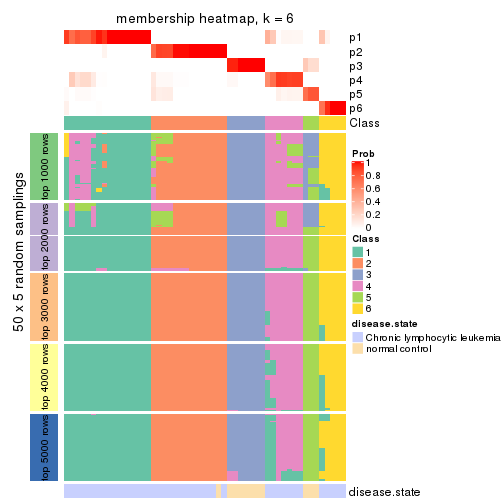 membership heatmap, k = 6
p1
p2
p3
p4
p5
p6
Class
50 x 5 random samplings
top 1000 rows
top 2000 rows
top 3000 rows
top 4000 rows
top 5000 rows
Prob
1
0.8
0.6
0.4
0.2
0
Class
1
2
3
4
5
6
disease.state
Chronic lymphocytic leukemia
normal control
disease.state